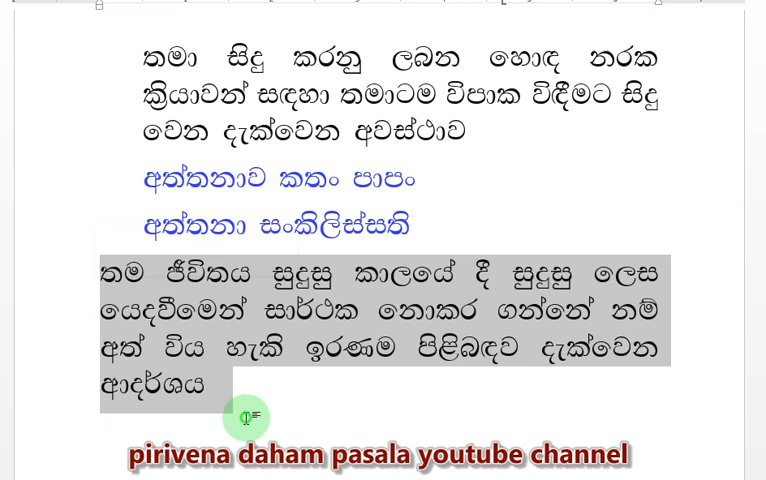 තමා සිදු කරනු ලබන හොඳ නරක
ක්‍රියාවන් සඳහා තමාටම විපාක විඳීමට සිදු
වෙන දැක්වෙන අවස්ථාව
අත්තනාව කතං පාපං
අත්තනා සංකිලිස්සති
තම ජීවිතය සුදුසු කාලයේ දී සුදුසු ලෙස
යෙදවීමෙන් සාර්ථක නොකර ගන්නේ නම්
අත් විය හැකි ඉරණම පිළිබඳව දැක්වෙන
ආදර්ශය
pirivena daham pasala youtube channel